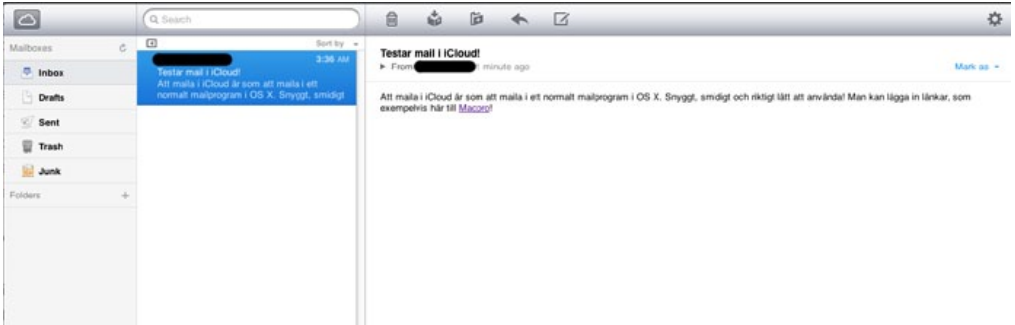 Search
Mailboxes
Inbox
Drafts
Sent
Trash
Junk
Folders
Sort by
3:36 AM
Testar mail i iCloud!
Att maila i iCloud är som att maila i ett
normalt mailprogram i OS X. Snyggt, smidigt
Testar mail i iCloud!
From minute ago
Mark as
Att maila i iCloud är som att maila i ett normalt mailprogram i OS X. Snyggt, smidigt och riktigt lätt att använda! Man kan lägga in länkar, som
exempelvis här till Macpro!